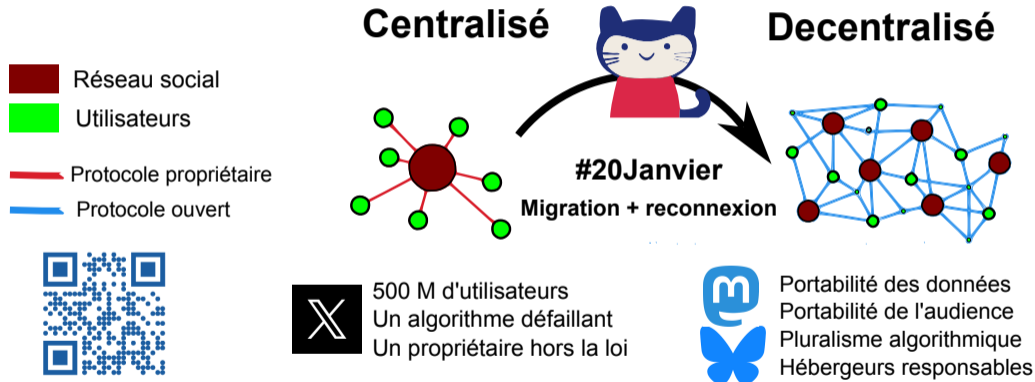 Centralisé
Decentralisé
Réseau social
Utilisateurs
Protocole propriétaire
Protocole ouvert
#20Janvier
Migration + reconnexion
500 M d'utilisateurs
Un algorithme défaillant
Un propriétaire hors la loi
Portabilité des données
Portabilité de l'audience
Pluralisme algorithmique
Hébergeurs responsables